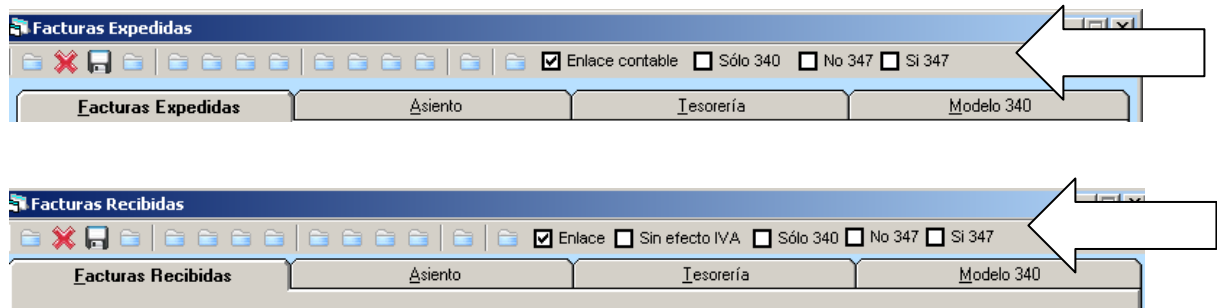 Facturas Expedidas
Enlace contable Sólo 340 No 347 Si 347
Facturas Expedidas Asiento Tesorería Modelo 340
Facturas Recibidas
Enlace Sin efecto IVA Sólo 340 No 347 Si 347
Facturas Recibidas Asiento Tesorería Modelo 340